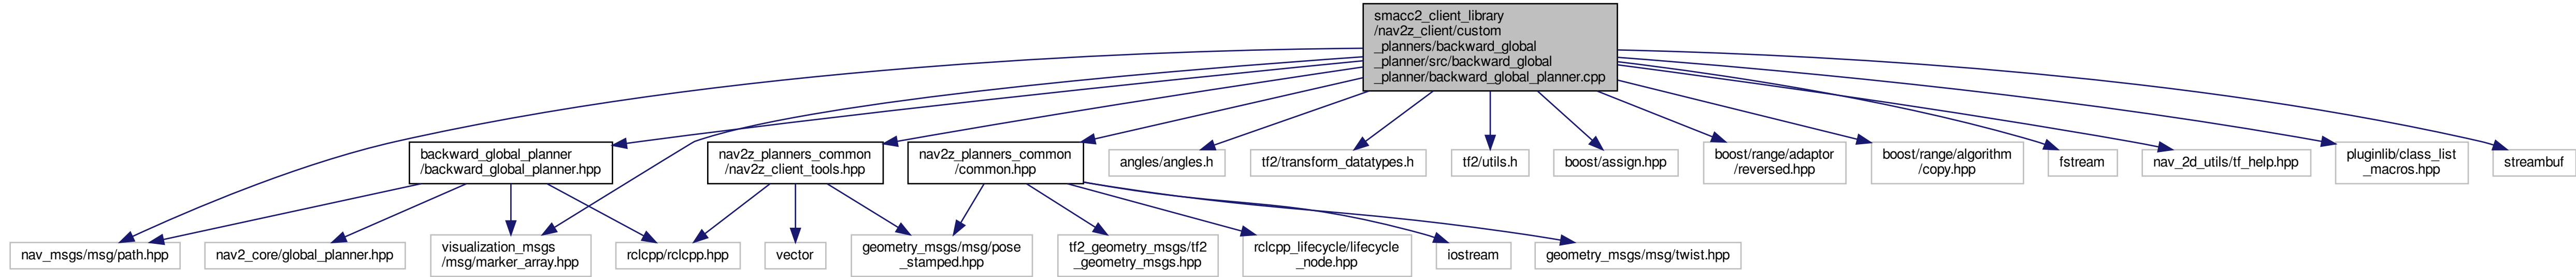 smacc2_client_library
/nav2z_client/custom
_planners/backward_global
_planner/src/backward_global
_planner/backward_global_planner.cpp
backward_global_planner
/backward_global_planner.hpp
nav2z_planners_common
/nav2z_client_tools.hpp
nav2z_planners_common
/common.hpp
angles/angles.h
tf2/transform_datatypes.h
tf2/utils.h
boost/assign.hpp
boost/range/adaptor
/reversed.hpp
boost/range/algorithm
/copy.hpp
fstream
nav_2d_utils/tf_help.hpp
pluginlib/class_list
_macros.hpp
streambuf
nav_msgs/msg/path.hpp
nav2_core/global_planner.hpp
visualization_msgs
/msg/marker_array.hpp
rclcpp/rclcpp.hpp
vector
geometry_msgs/msg/pose
_stamped.hpp
tf2_geometry_msgs/tf2
_geometry_msgs.hpp
rclcpp_lifecycle/lifecycle
_node.hpp
iostream
geometry_msgs/msg/twist.hpp